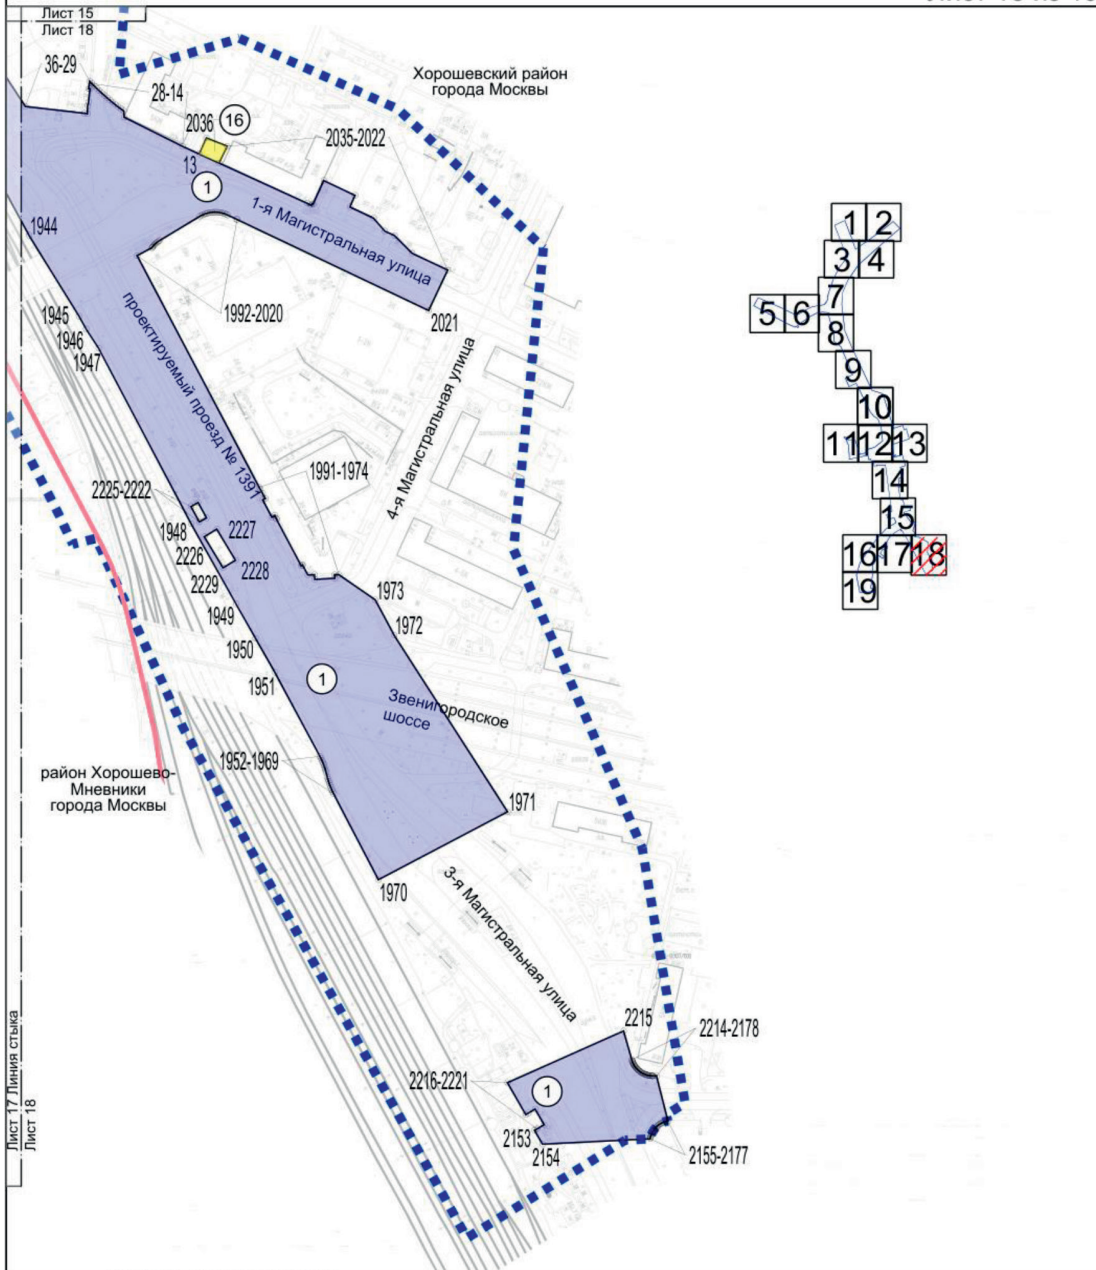 Лист 15
Лист 18
36-29
28-14
2036
16
2035-2022
13
1
Хорошевский район
города Москвы
1-я Магистральная улица
1944
1992-2020
2021
1945
1946
1947
проектируемый проезд № 1391
4-я Магистральная улица
1991-1974
2225-2222
1948
2227
2226
2228
2229
1949
1973
1972
1950
1951
1
Звенигородское
шоссе
1952-1969
район Хорошево-
Мневники
города Москвы
1971
1970
3-я Магистральная улица
2215
2214-2178
2216-2221
1
2153
2154
2155-2177
Лист 17 Линия стыка
Лист 18
1 2
3 4
7
5 6
8
9
10
11 12 13
14
15
16 17 18
19